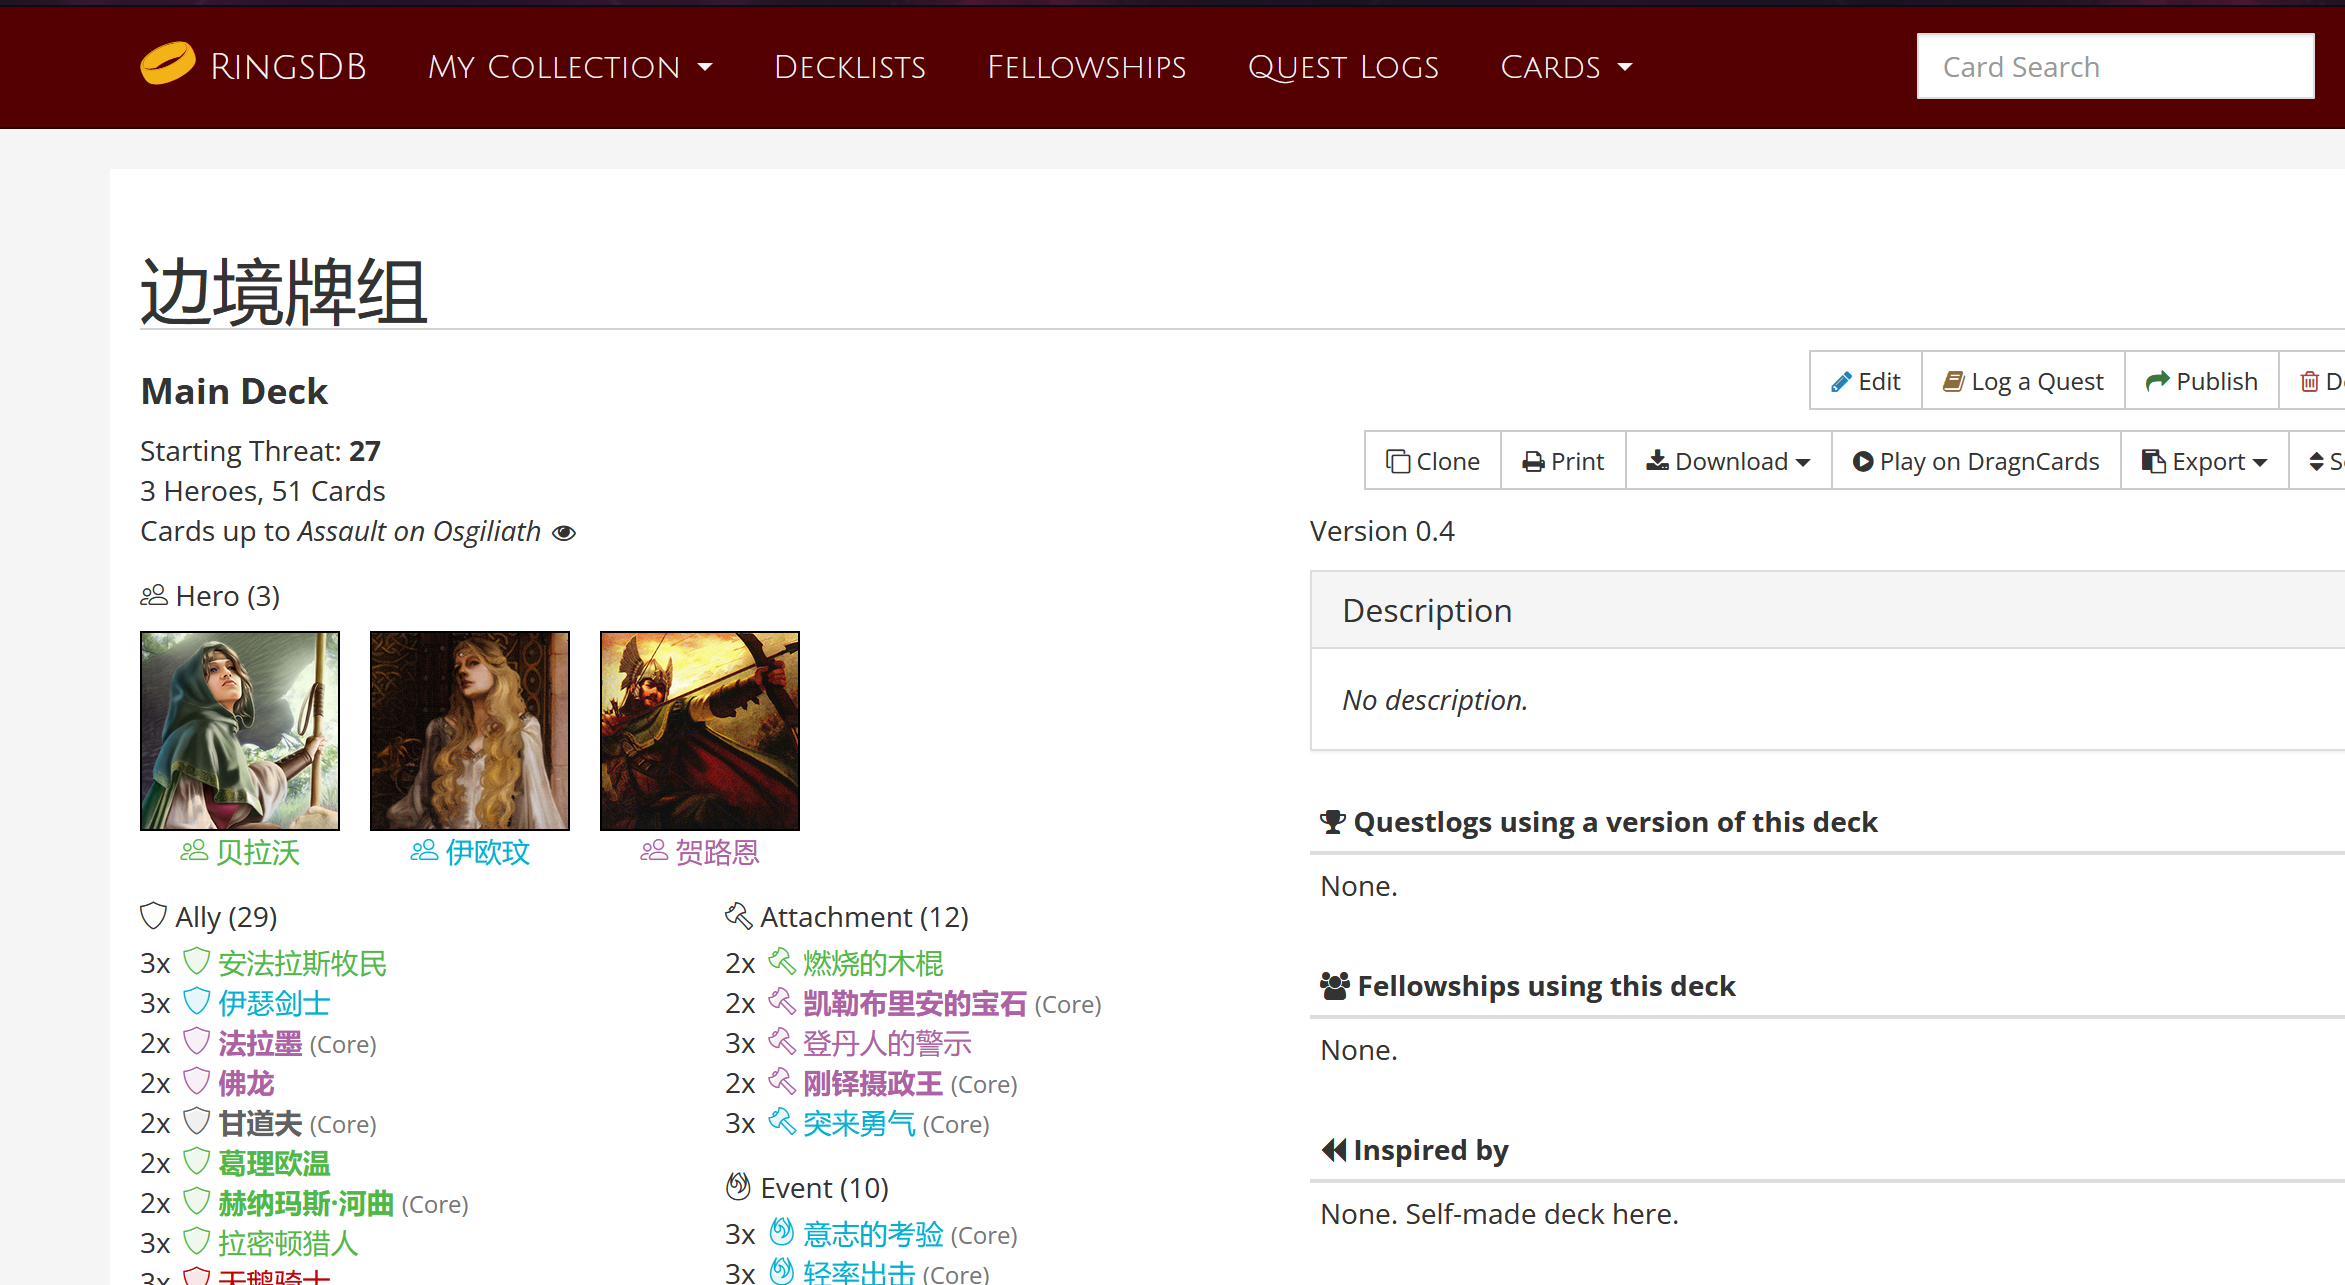 RINGSDB MY COLLECTION DECKLISTS FELLOWSHIPS QUEST LOGS CARDS Card Search
边境牌组
Edit Log a Quest Publish
Clone Print Download Play on DragnCards Export
Main Deck
Starting Threat: 27
3 Heroes, 51 Cards
Cards up to Assault on Osgiliath
Hero (3)
贝拉沃 伊欧玟 贺路恩
Ally (29)
3x 安法拉斯牧民
3x 伊瑟剑士
2x 法拉墨 (Core)
2x 佛龙
2x 甘道夫 (Core)
2x 葛理欧温
2x 赫纳玛斯·河曲 (Core)
3x 拉密顿猎人
3x 天鹅骑士
Attachment (12)
2x 燃烧的木棍
2x 凯勒布里安的宝石 (Core)
3x 登丹人的警示
2x 刚铎摄政王 (Core)
3x 突来勇气 (Core)
Event (10)
3x 意志的考验 (Core)
3x 轻率出击 (Core)
Version 0.4
Description
No description.
Questlogs using a version of this deck
None.
Fellowships using this deck
None.
Inspired by
None. Self-made deck here.